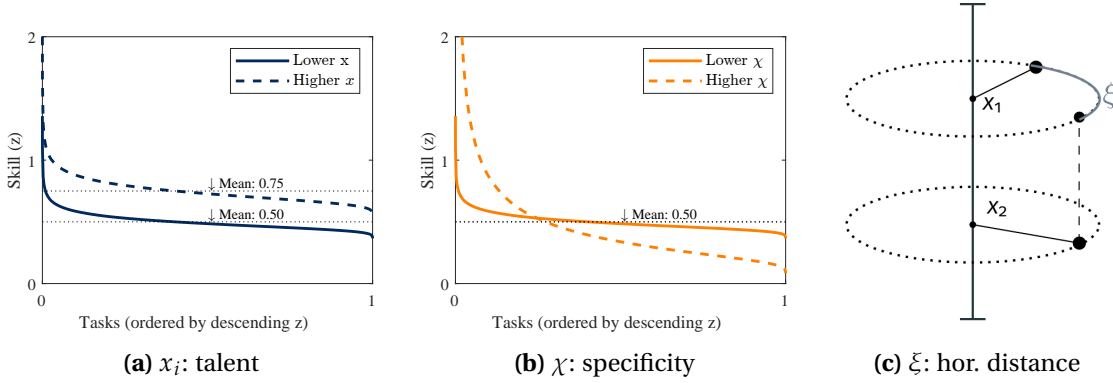 2
1
0
Skill (z)
Lower x
Higher x
↓ Mean: 0.75
↓ Mean: 0.50
0
1
Tasks (ordered by descending z)
(a) xᵢ: talent
2
1
0
Skill (z)
Lower χ
Higher χ
↓ Mean: 0.50
0
1
Tasks (ordered by descending z)
(b) χ: specificity
x₁
ξ
x₂
(c) ξ: hor. distance